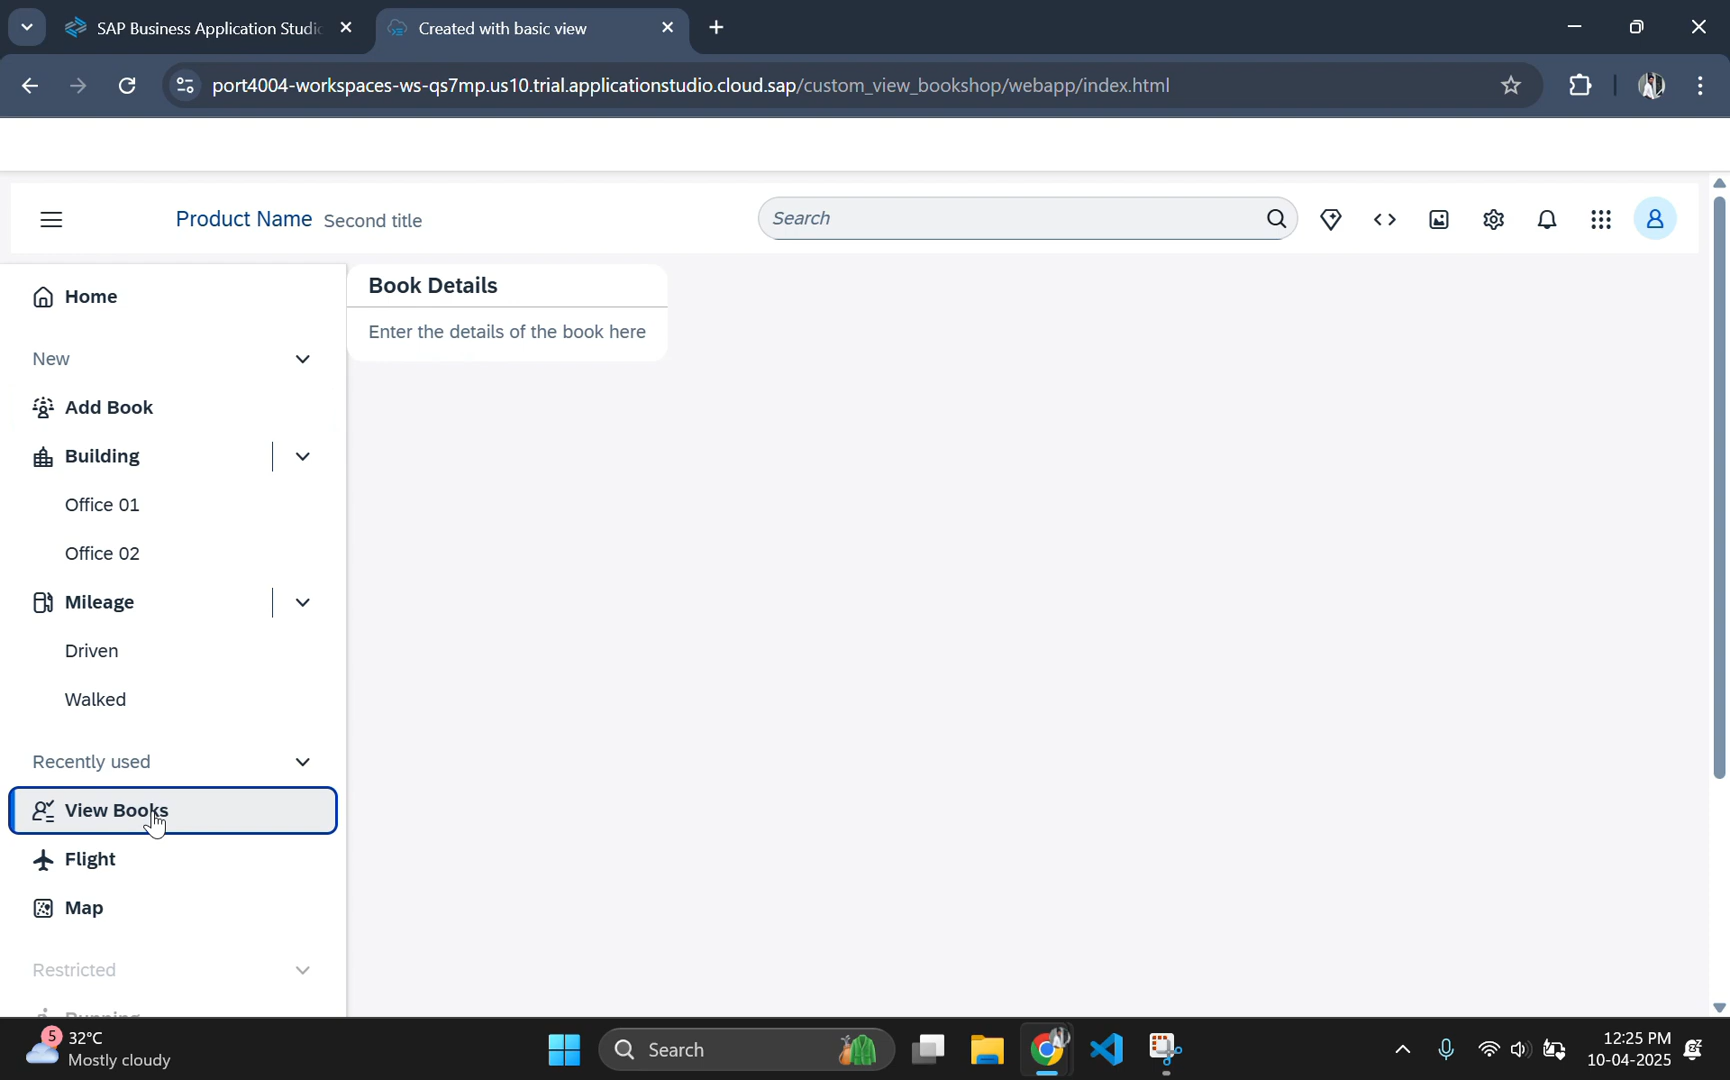 SAP Business Application Studio
Created with basic view
port4004-workspaces-ws-qs7mp.us10.trial.applicationstudio.cloud.sap/custom_view_bookshop/webapp/index.html
Product Name Second title
Search
Home
Book Details
Enter the details of the book here
New
Add Book
Building
Office 01
Office 02
Mileage
Driven
Walked
Recently used
View Books
Flight
Map
Restricted
Running
5
32°C
Mostly cloudy
Search
12:25 PM
10-04-2025